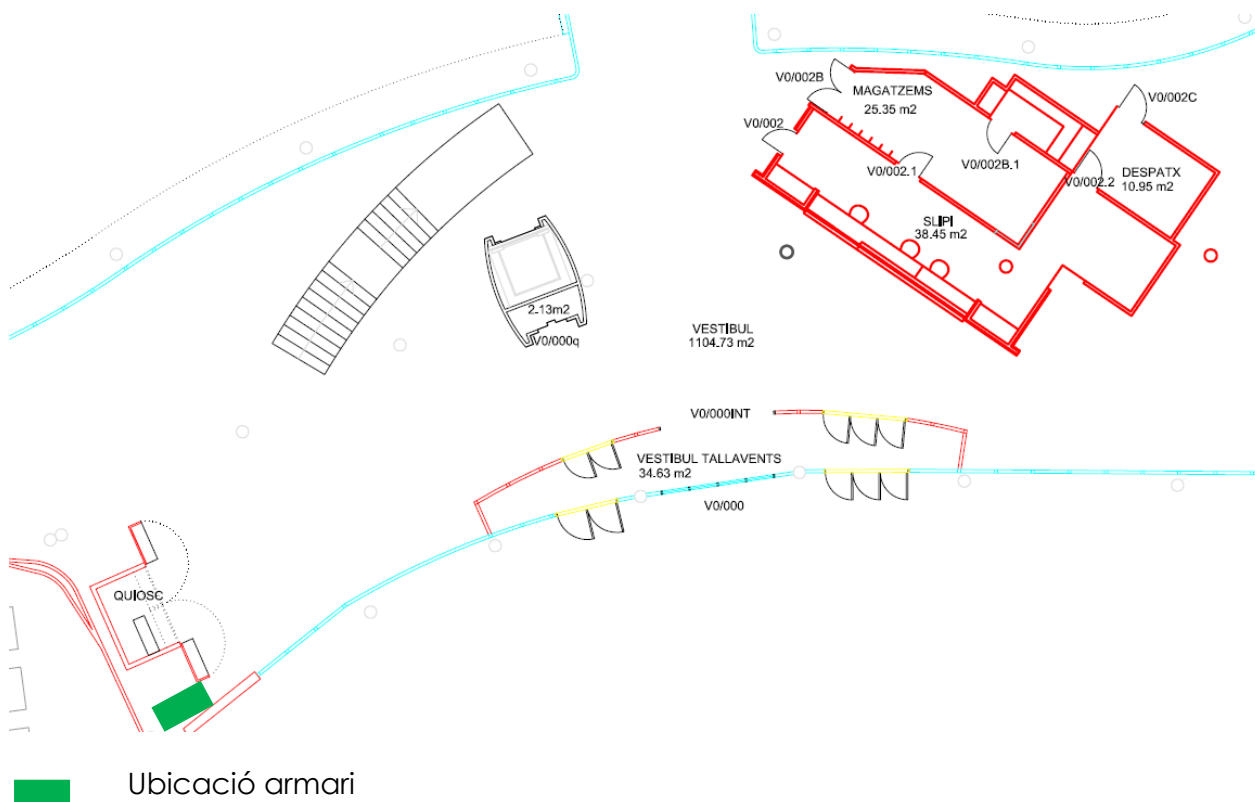 V0/002B
MAGATZEMS
25.35 m2
V0/002C
V0/002
V0/002B.1
V0/002.1
V0/002.2
DESPATX
10.95 m2
SLIPI
38.45 m2
2.13m2
V0/000q
VESTÍBUL
1104.73 m2
V0/000INT
VESTÍBUL TALLAVENTS
34.63 m2
V0/000
QUIOSC
Ubicació armari